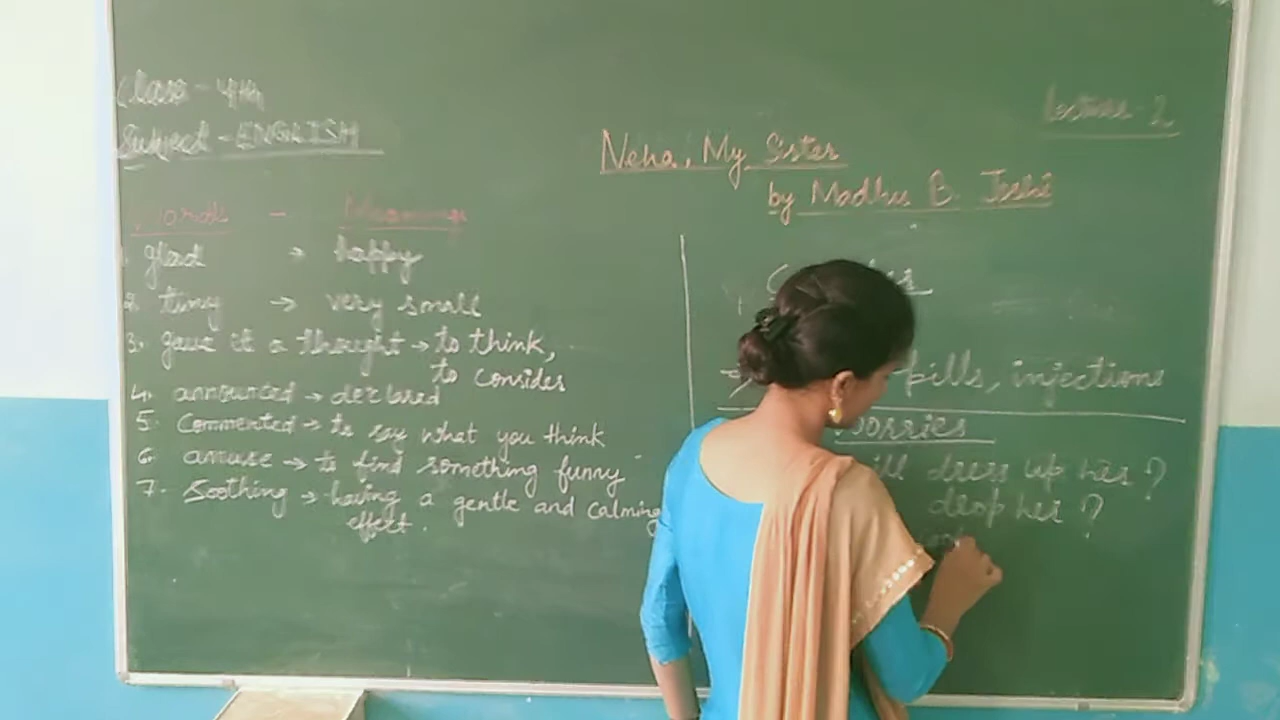 Class - 4th
Subject - ENGLISH
Lecture - 2
Neha, My Sister
by Madhu B. Joshi
Words - Meanings
1. glad → happy
2. tiny → very small
3. gave it a thought → to think,
to consider
4. announced → declared
5. Commented → to say what you think
6. amuse → to find something funny
7. Soothing → having a gentle and calming
effect.
pills, injections
worries
ill dress up her?
drop her?